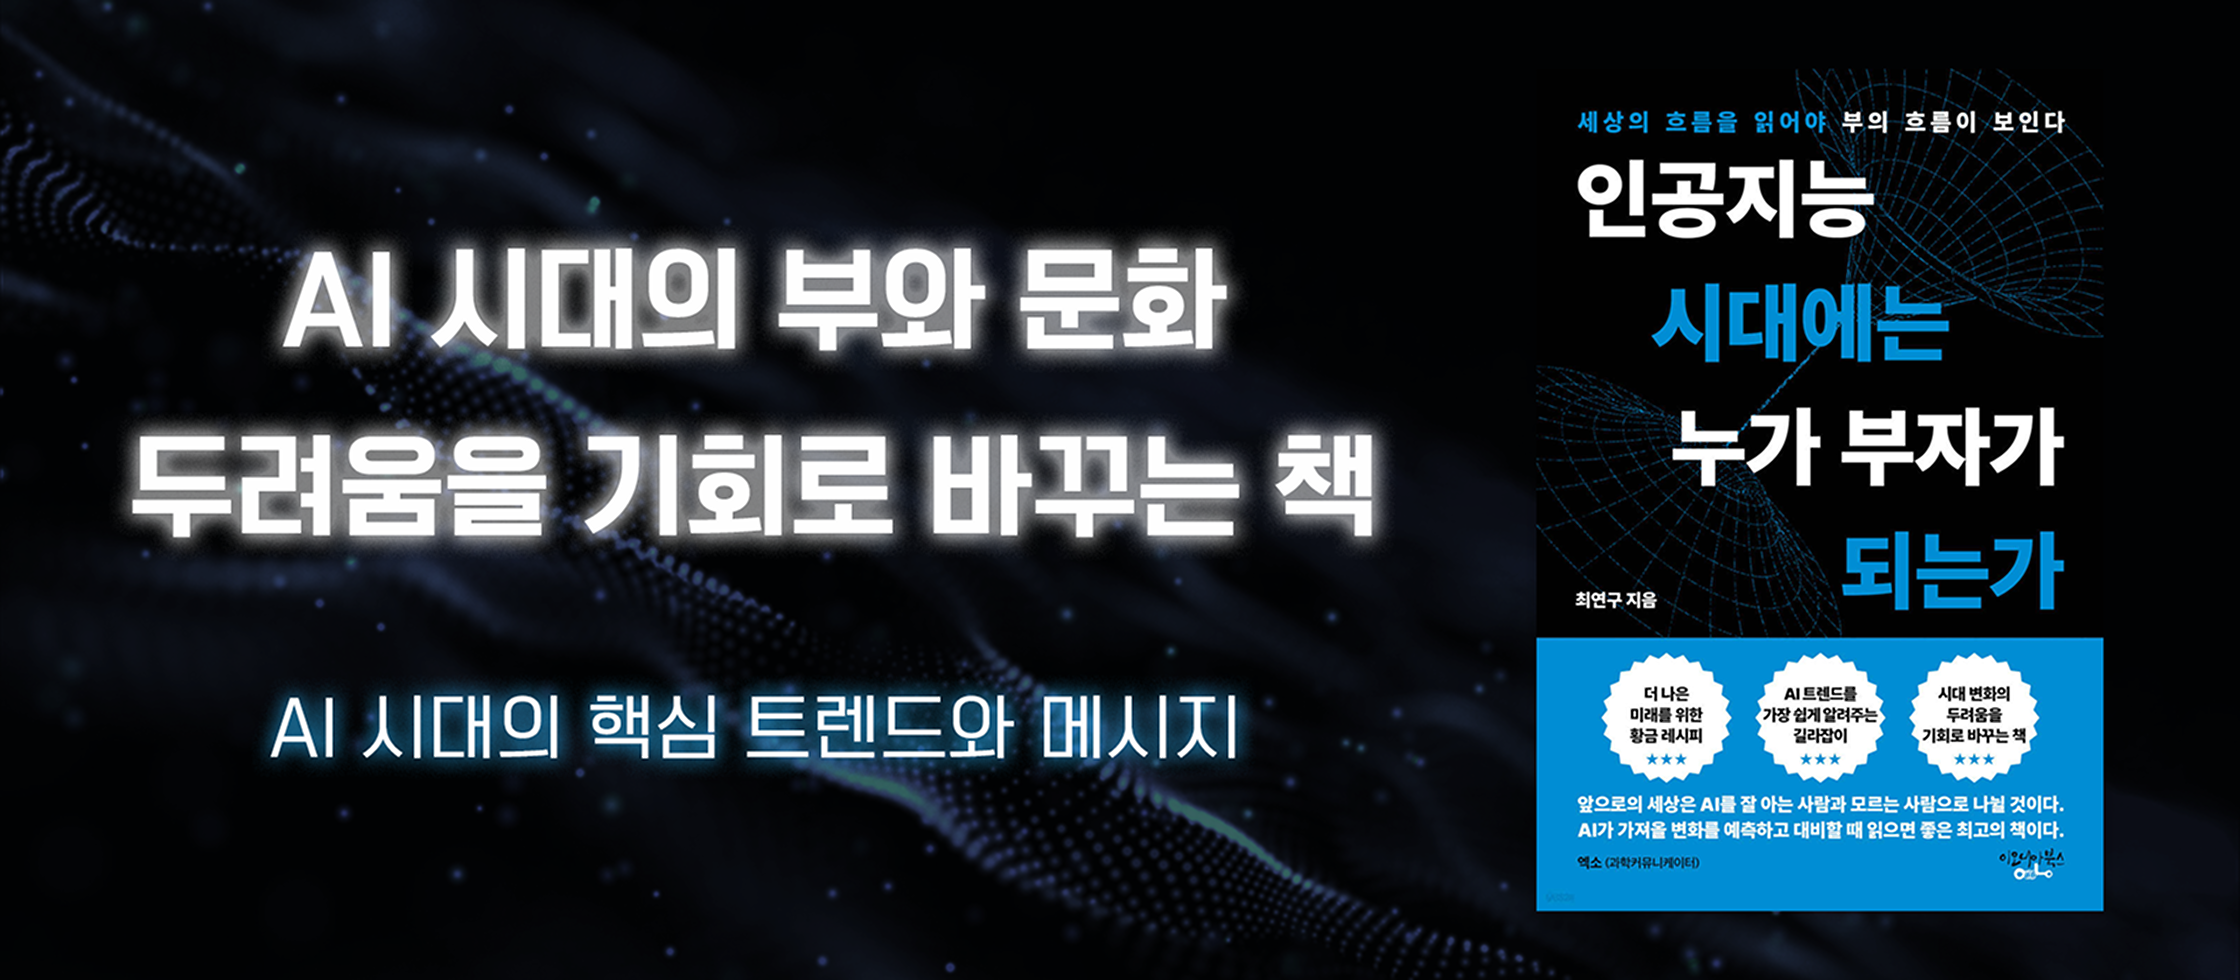 AI 시대의 부와 문화
두려움을 기회로 바꾸는 책
AI 시대의 핵심 트렌드와 메시지
세상의 흐름을 읽어야 부의 흐름이 보인다
인공지능
시대에는
누가 부자가
되는가
최연구 지음
더 나은
미래를 위한
황금 레시피
★★★
AI 트렌드를
가장 쉽게 알려주는
길라잡이
★★★
시대 변화의
두려움을
기회로 바꾸는 책
★★★
앞으로의 세상은 AI를 잘 아는 사람과 모르는 사람으로 나뉠 것이다.
AI가 가져올 변화를 예측하고 대비할 때 읽으면 좋은 최고의 책이다.
엑소 (과학커뮤니케이터)
이오니아북스